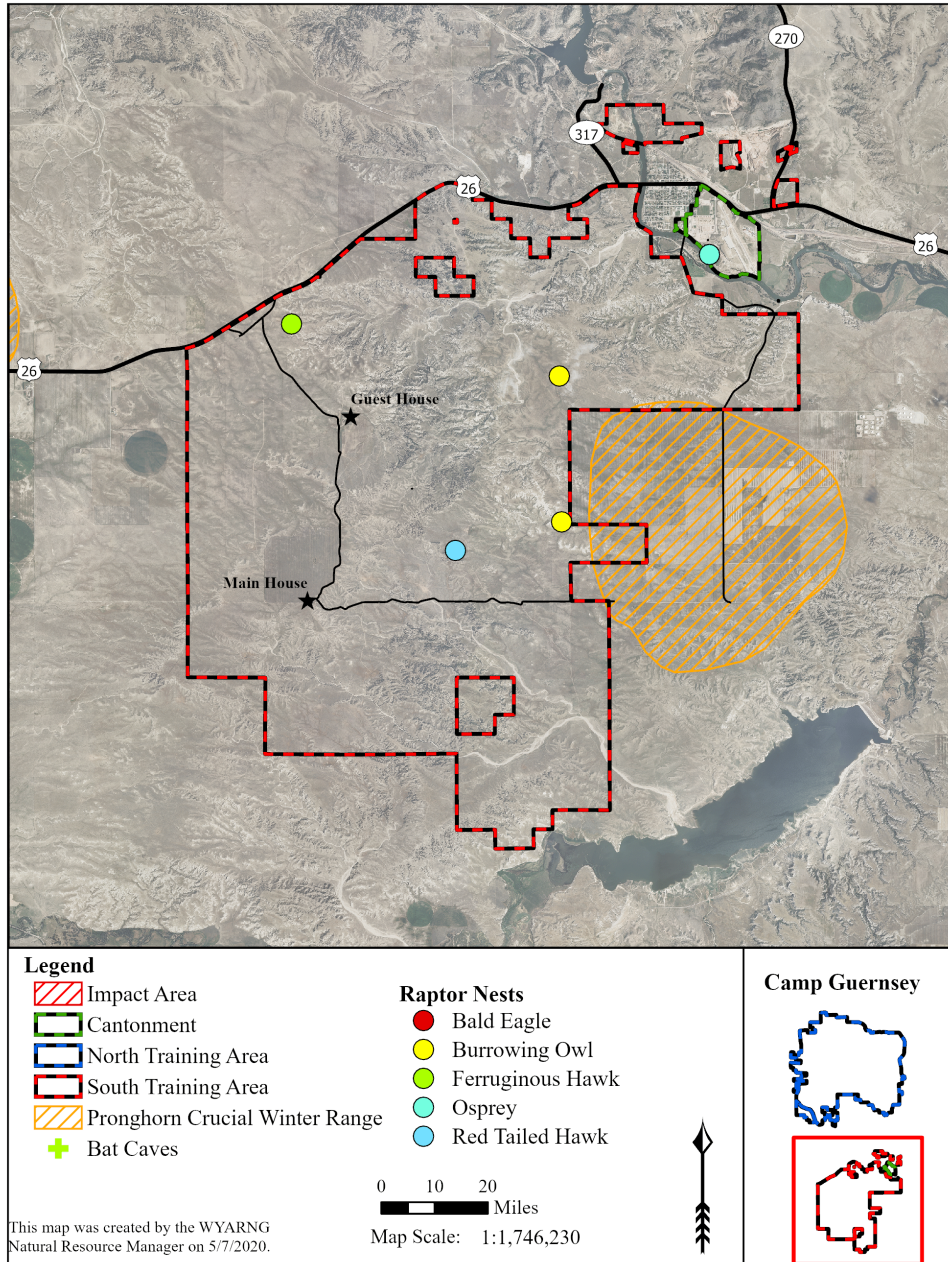 270
317
26
26
26
Guest House
Main House
Legend
Impact Area
Cantonment
North Training Area
South Training Area
Pronghorn Crucial Winter Range
Bat Caves
This map was created by the WYARNG
Natural Resource Manager on 5/7/2020.
Raptor Nests
Bald Eagle
Burrowing Owl
Ferruginous Hawk
Osprey
Red Tailed Hawk
0 10 20
Miles
Map Scale: 1:1,746,230
Camp Guernsey